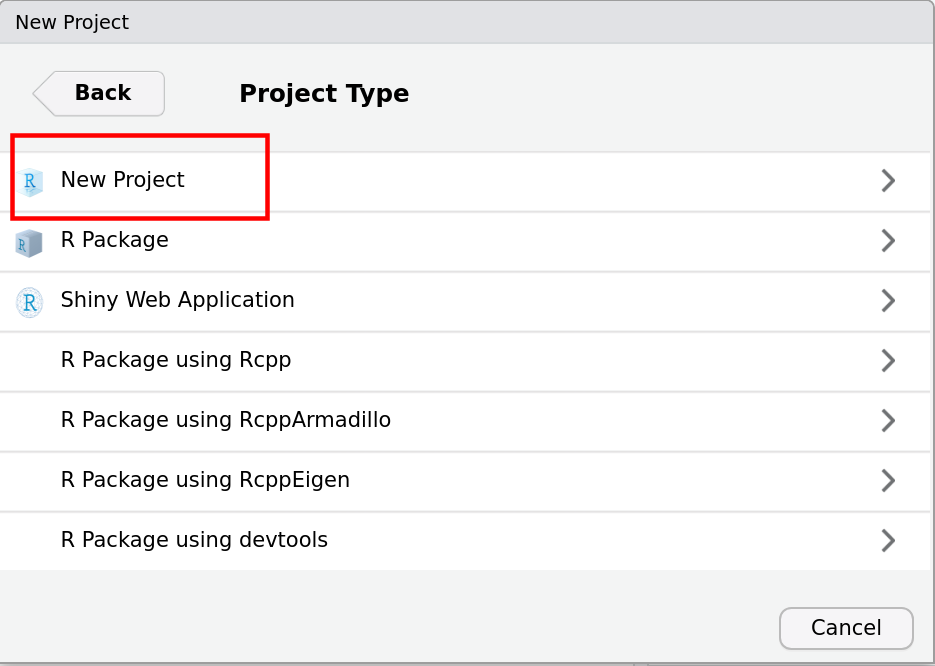 New Project
Back
Project Type
R New Project
R R Package
R Shiny Web Application
R Package using Rcpp
R Package using RcppArmadillo
R Package using RcppEigen
R Package using devtools
Cancel